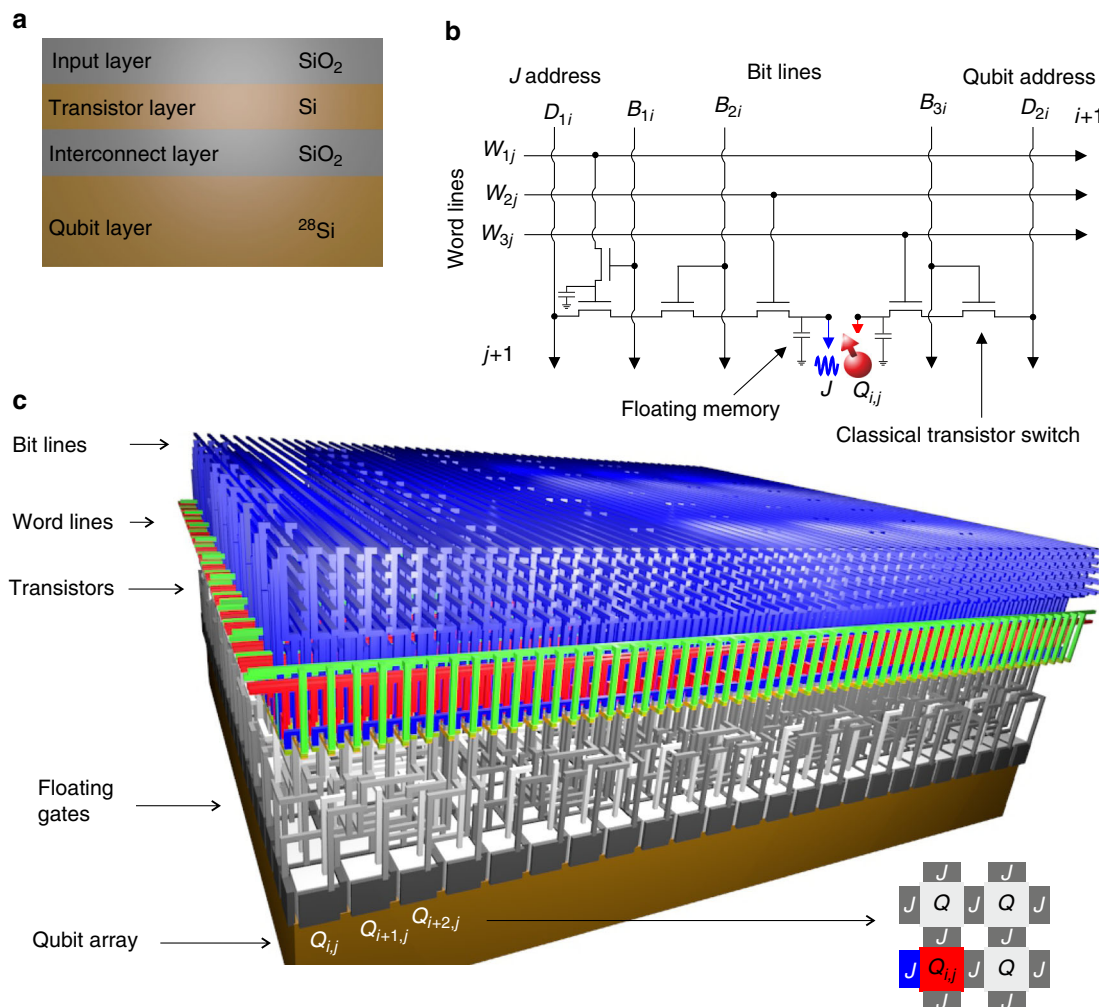 a
Input layer SiO2
Transistor layer Si
Interconnect layer SiO2
Qubit layer 28Si
b
J address Bit lines Qubit address
D1i B1i B2i B3i D2i i+1
Word lines
W1j
W2j
W3j
j+1
J Qi,j
Floating memory
Classical transistor switch
c
Bit lines
Word lines
Transistors
Floating
gates
Qubit array
Qi,j Qi+1,j Qi+2,j
J J
J Q J Q J
J J
J Qi,j J Q J
J J